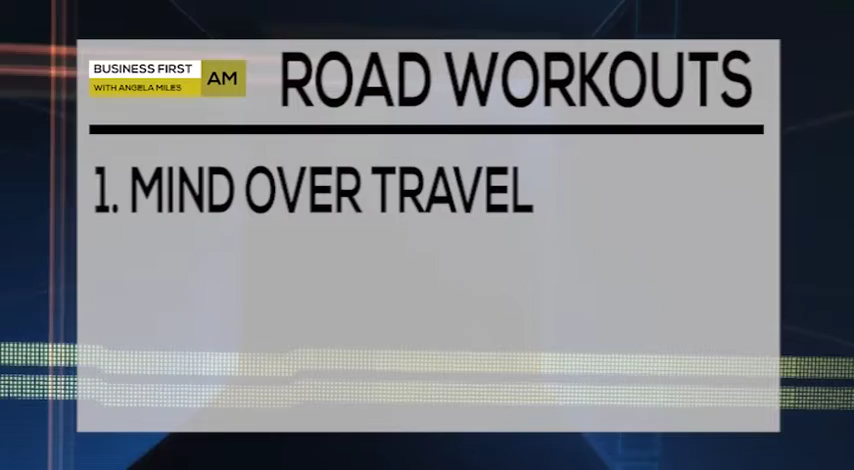 BUSINESS FIRST
WITH ANGELA MILES
AM
ROAD WORKOUTS
1. MIND OVER TRAVEL